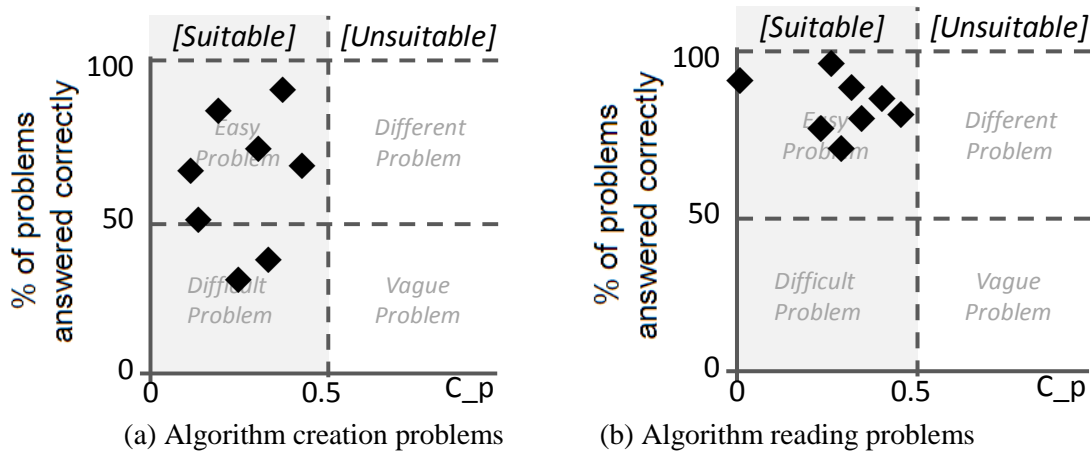 [Suitable] [Unsuitable]
100
Easy
Problem
Different
Problem
% of problems
answered correctly
50
Difficult
Problem
Vague
Problem
0
0 0.5 C_p
(a) Algorithm creation problems
[Suitable] [Unsuitable]
100
Easy
Problem
Different
Problem
% of problems
answered correctly
50
Difficult
Problem
Vague
Problem
0
0 0.5 C_p
(b) Algorithm reading problems